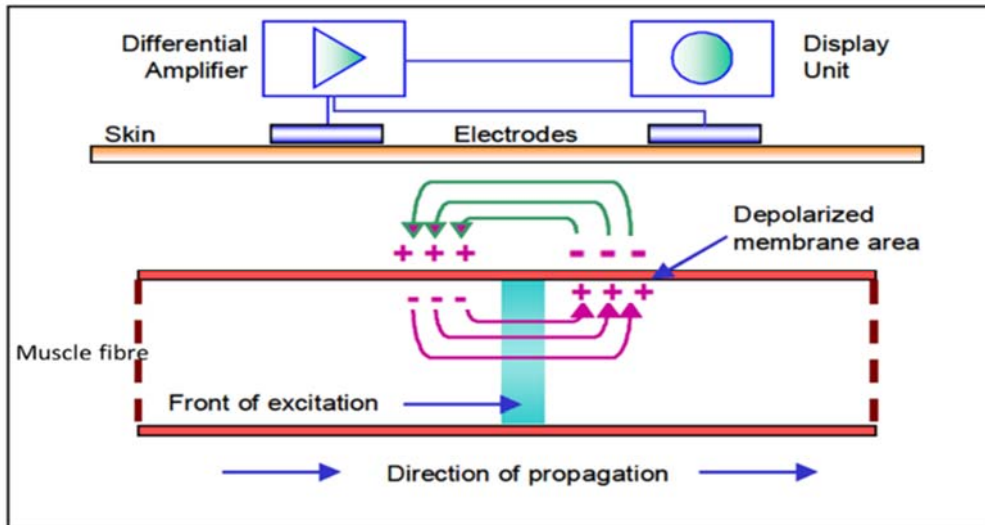 Differential
Amplifier
Display
Unit
Skin
Electrodes
Depolarized
membrane area
+ + +
- - -
- - -
+ + +
Muscle fibre
Front of excitation
Direction of propagation